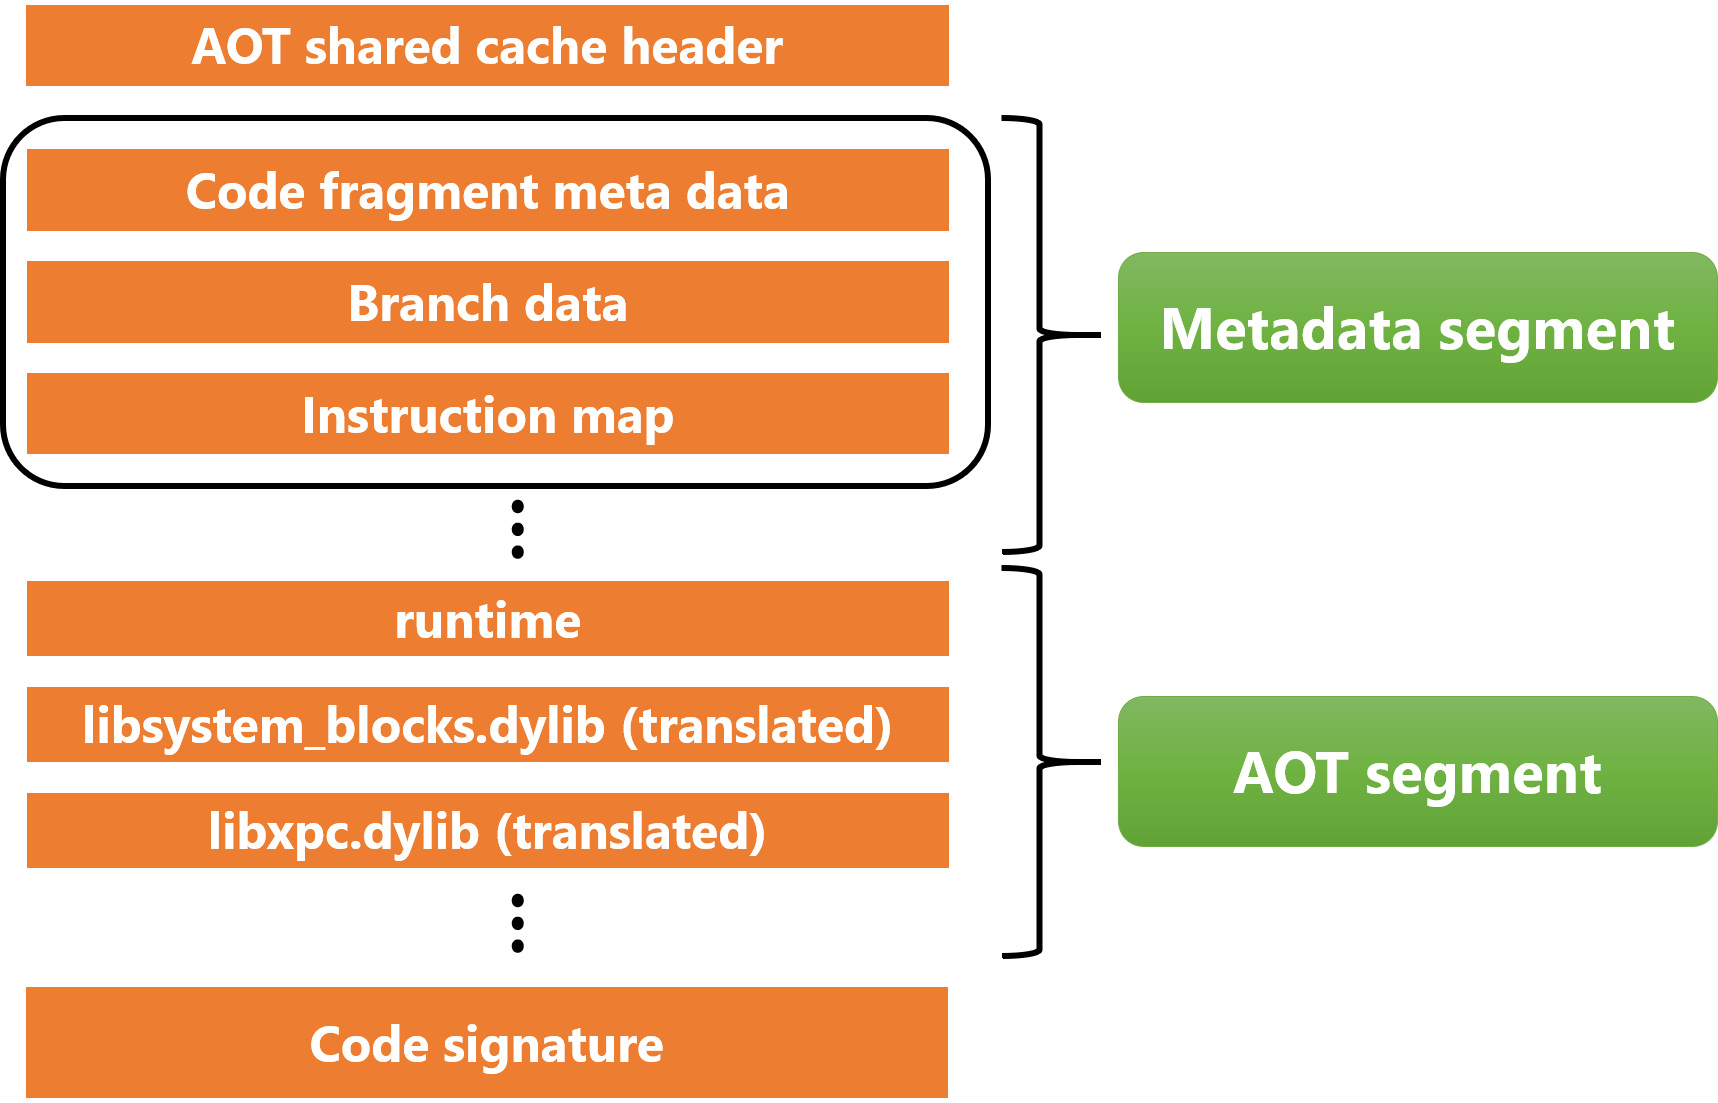 AOT shared cache header
Code fragment meta data
Branch data
Instruction map
Metadata segment
runtime
libsystem_blocks.dylib (translated)
libxpc.dylib (translated)
AOT segment
Code signature